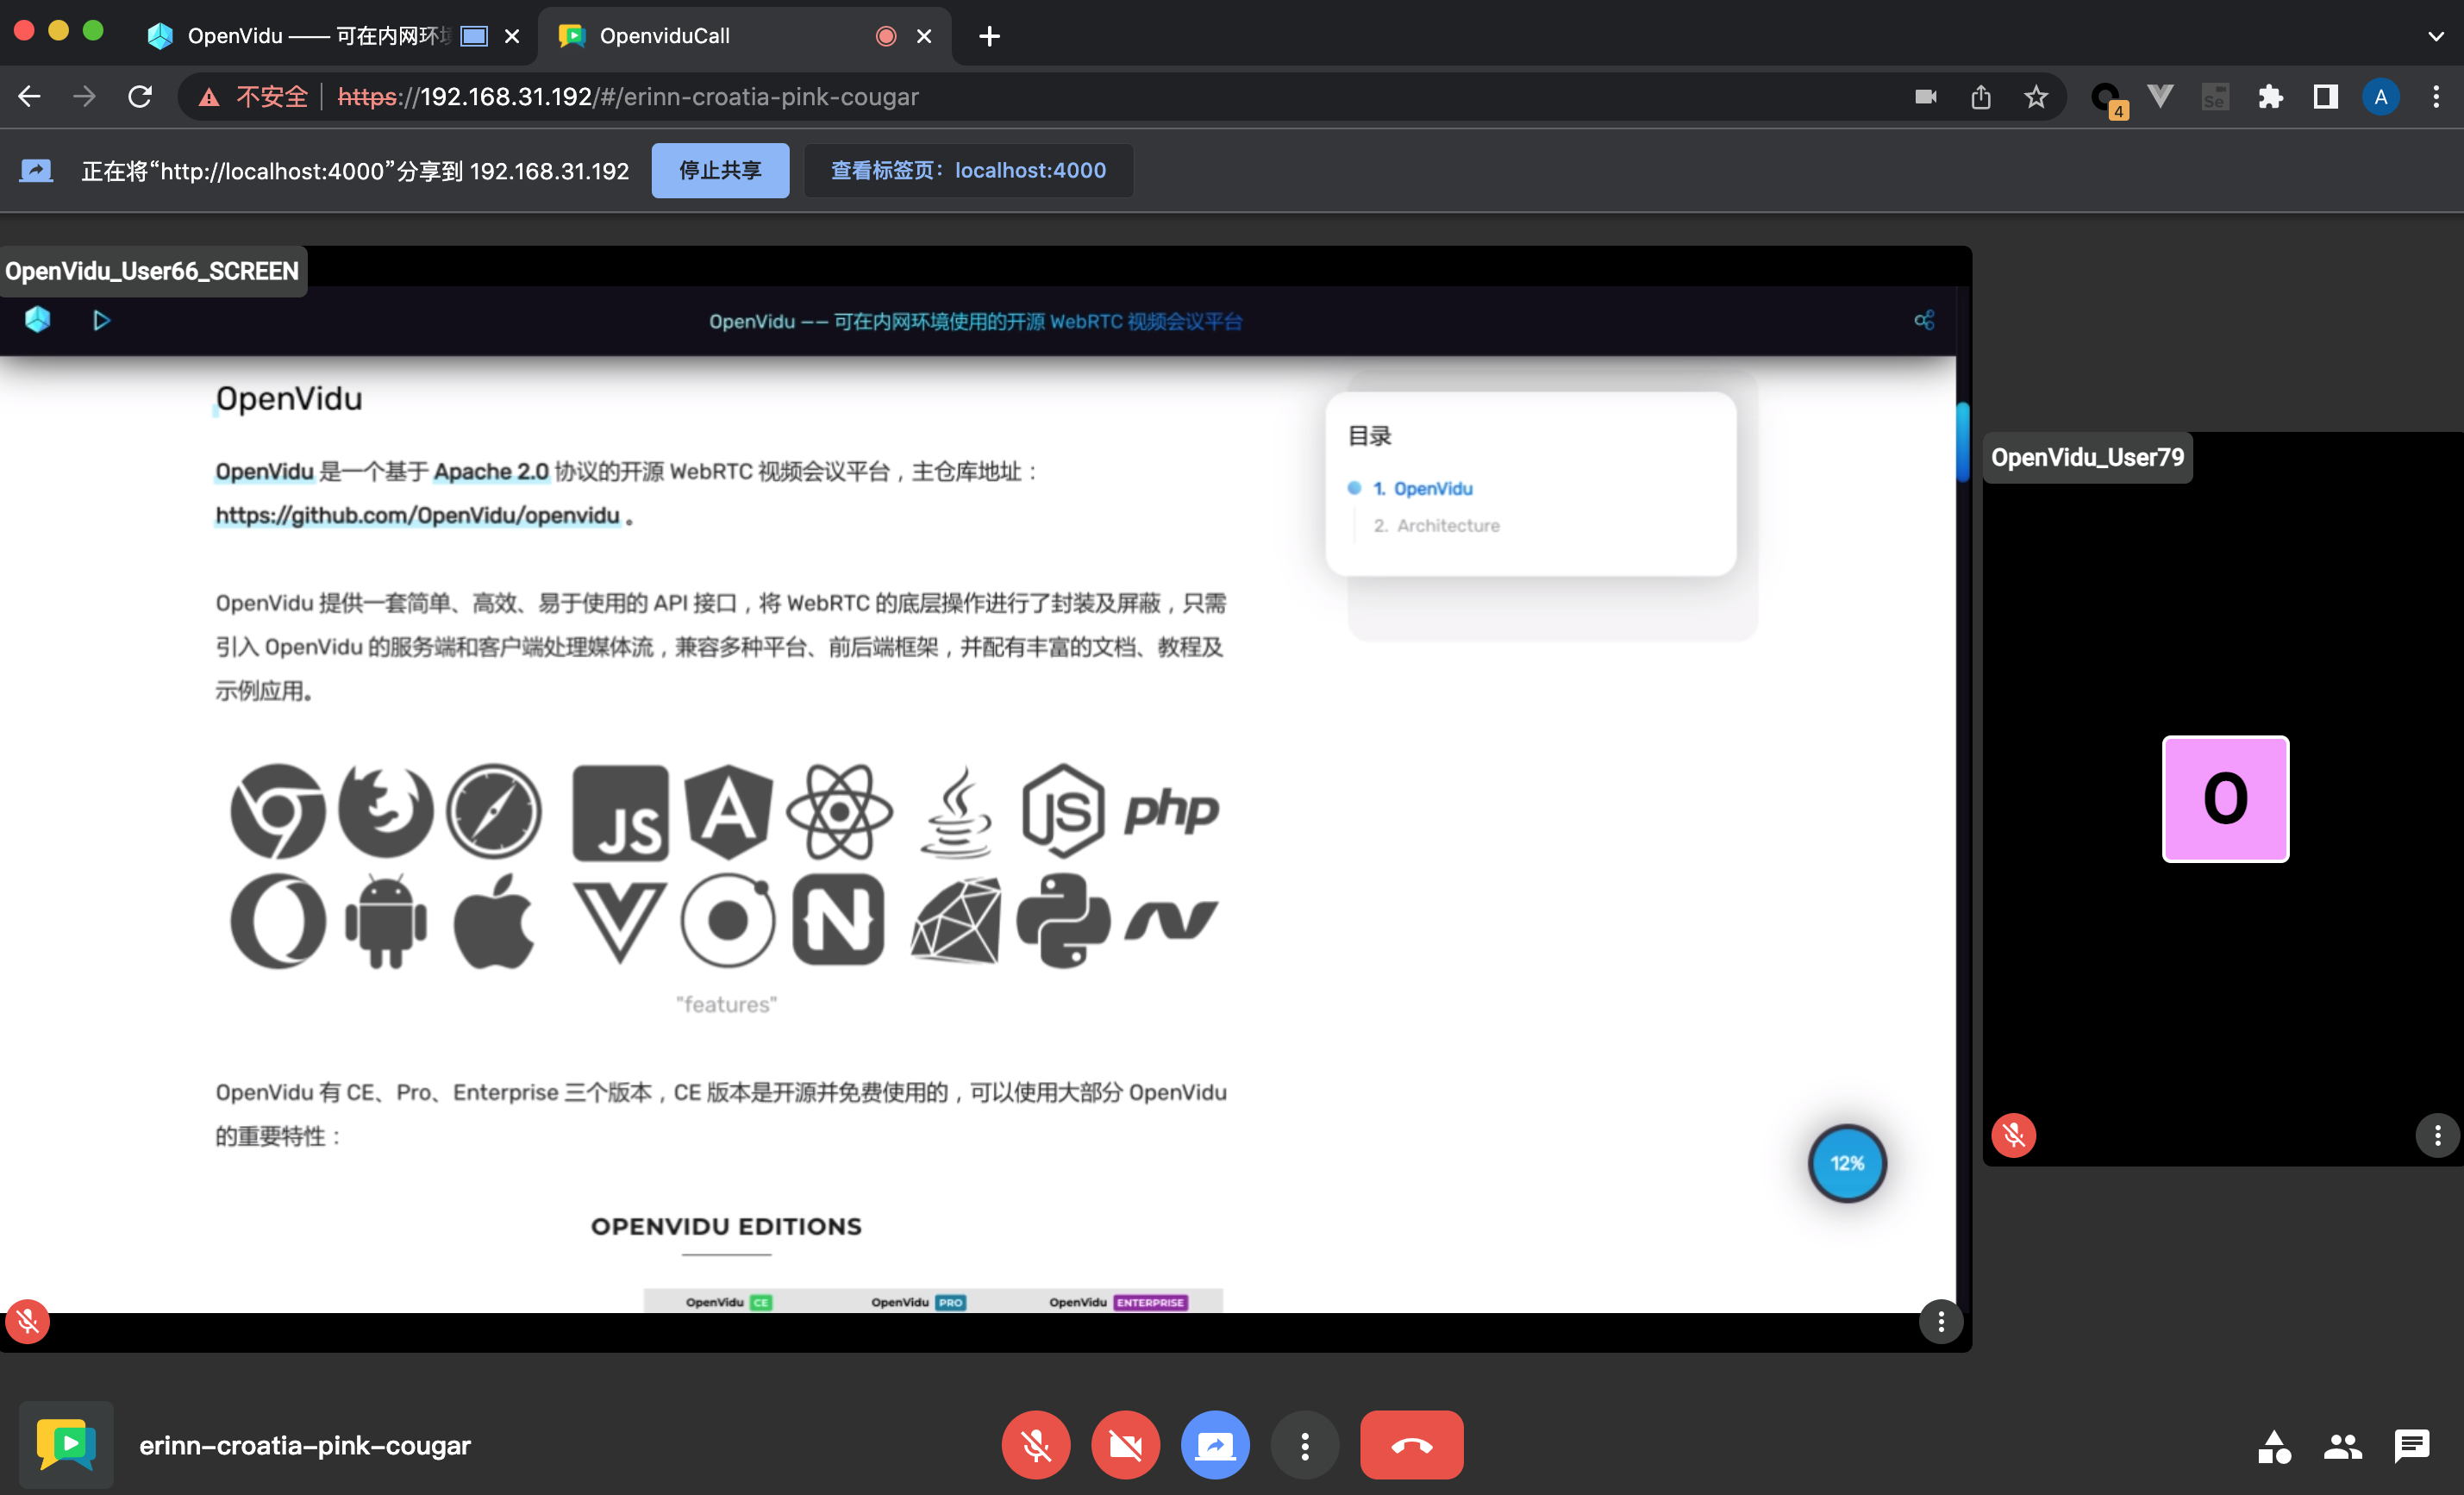 OpenVidu —— 可在内网环境
OpenviduCall
不安全
https://192.168.31.192/#/erinn-croatia-pink-cougar
4
Se
A
正在将“http://localhost:4000”分享到 192.168.31.192
停止共享
查看标签页：localhost:4000
OpenVidu_User66_SCREEN
OpenVidu —— 可在内网环境使用的开源 WebRTC 视频会议平台
OpenVidu
OpenVidu 是一个基于 Apache 2.0 协议的开源 WebRTC 视频会议平台，主仓库地址：
https://github.com/OpenVidu/openvidu 。
目录
1. OpenVidu
2. Architecture
OpenVidu_User79
OpenVidu 提供一套简单、高效、易于使用的 API 接口，将 WebRTC 的底层操作进行了封装及屏蔽，只需
引入 OpenVidu 的服务端和客户端处理媒体流，兼容多种平台、前后端框架，并配有丰富的文档、教程及
示例应用。
JS
A
JS
php
N
O
"features"
OpenVidu 有 CE、Pro、Enterprise 三个版本，CE 版本是开源并免费使用的，可以使用大部分 OpenVidu
的重要特性：
12%
OPENVIDU EDITIONS
OpenVidu CE
OpenVidu PRO
OpenVidu ENTERPRISE
erinn-croatia-pink-cougar